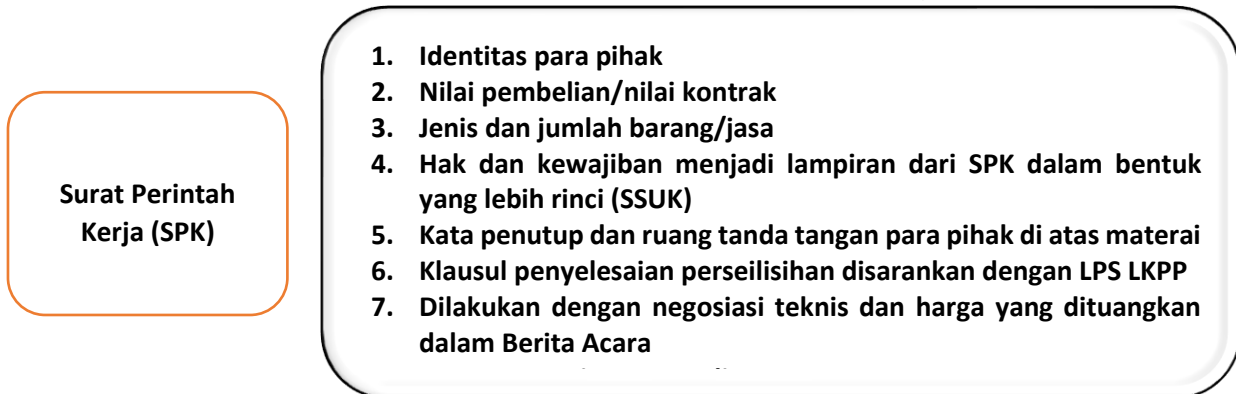 Surat Perintah
Kerja (SPK)
1. Identitas para pihak
2. Nilai pembelian/nilai kontrak
3. Jenis dan jumlah barang/jasa
4. Hak dan kewajiban menjadi lampiran dari SPK dalam bentuk
yang lebih rinci (SSUK)
5. Kata penutup dan ruang tanda tangan para pihak di atas materai
6. Klausul penyelesaian perseilisihan disarankan dengan LPS LKPP
7. Dilakukan dengan negosiasi teknis dan harga yang dituangkan
dalam Berita Acara